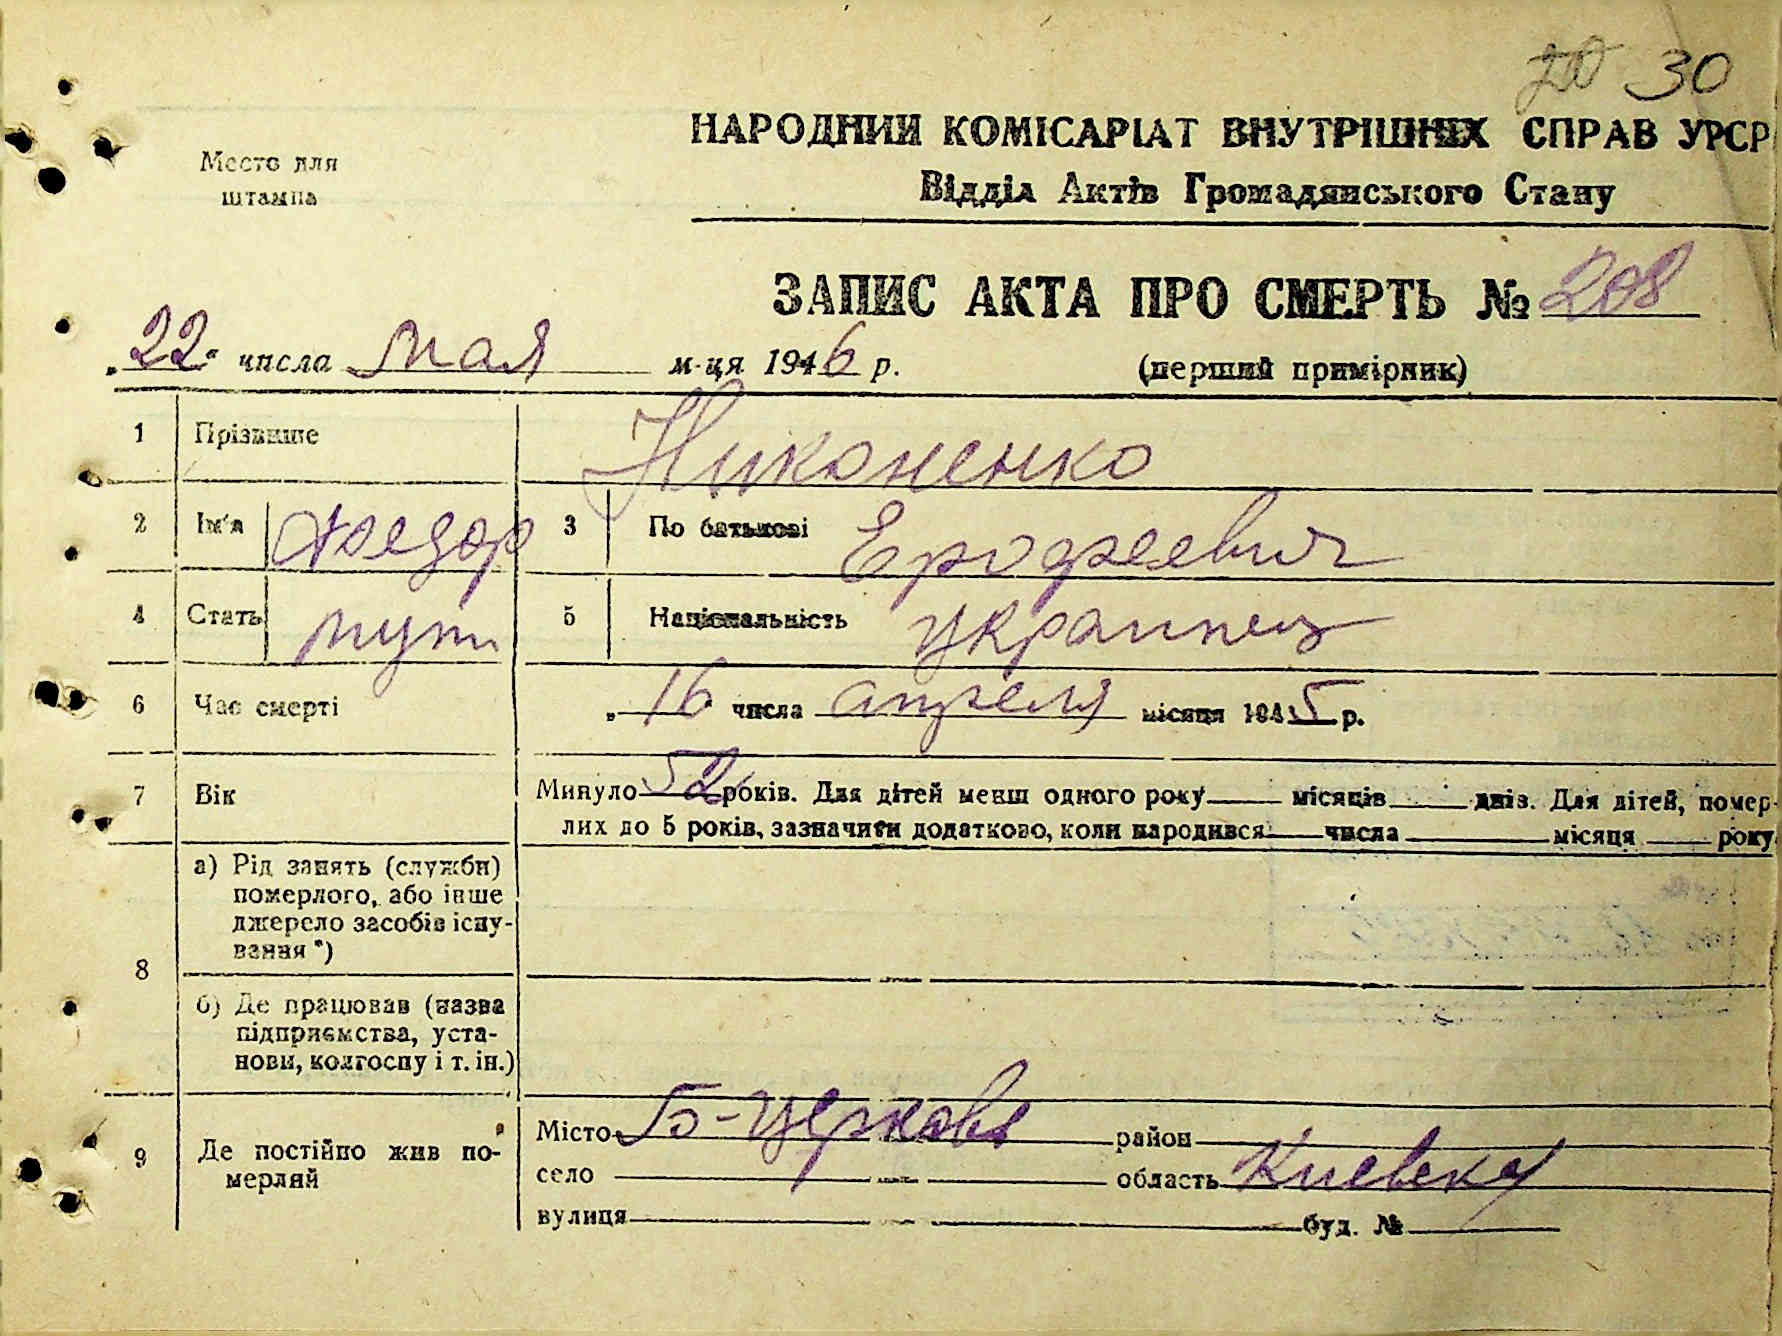 30
НАРОДНИЙ КОМІСАРІАТ ВНУТРІШНІХ СПРАВ УРСР
Место для
штампа
Відділ Актів Громадянського Стану
ЗАПИС АКТА ПРО СМЕРТЬ № 208
„22“ числа мая м-ця 1946 р. (перший примірник)
1 Прізвище Никоненко
2 Ім'я Федор 3 По батькові Ерофеевич
4 Стать муж 5 Національність украинец
6 Час смерті „16“ числа апреля місяця 1945 р.
7 Вік Минуло 52 років. Для дітей менш одного року місяців днів. Для дітей, помер-
лих до 5 років, зазначити додатково, коли народився числа місяця року
8 а) Рід занять (служби)
померлого, або інше
джерело засобів існу-
вання *)
б) Де працював (назва
підприємства, уста-
нови, колгоспу і т. ін.)
9 Де постійно жив по-
мерлий
Місто Б-Церковь район
село область Киевская
вулиця буд. №